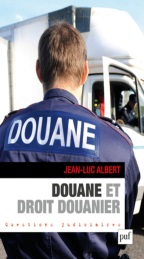 DOUANE
JEAN-LUC ALBERT
DOUANE ET
DROIT DOUANIER
Questions judiciaires
puf